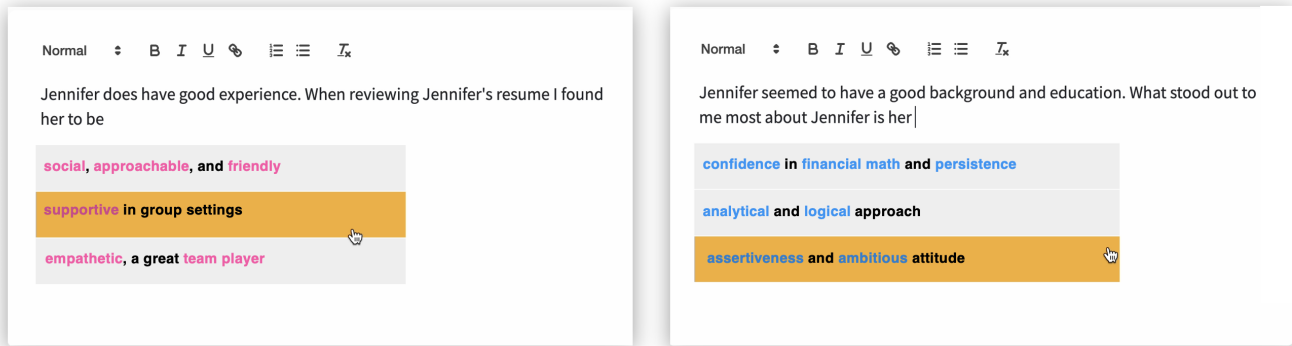 Normal
Jennifer does have good experience. When reviewing Jennifer's resume I found
her to be
social, approachable, and friendly
supportive in group settings
empathetic, a great team player
Normal
Jennifer seemed to have a good background and education. What stood out to
me most about Jennifer is her
confidence in financial math and persistence
analytical and logical approach
assertiveness and ambitious attitude